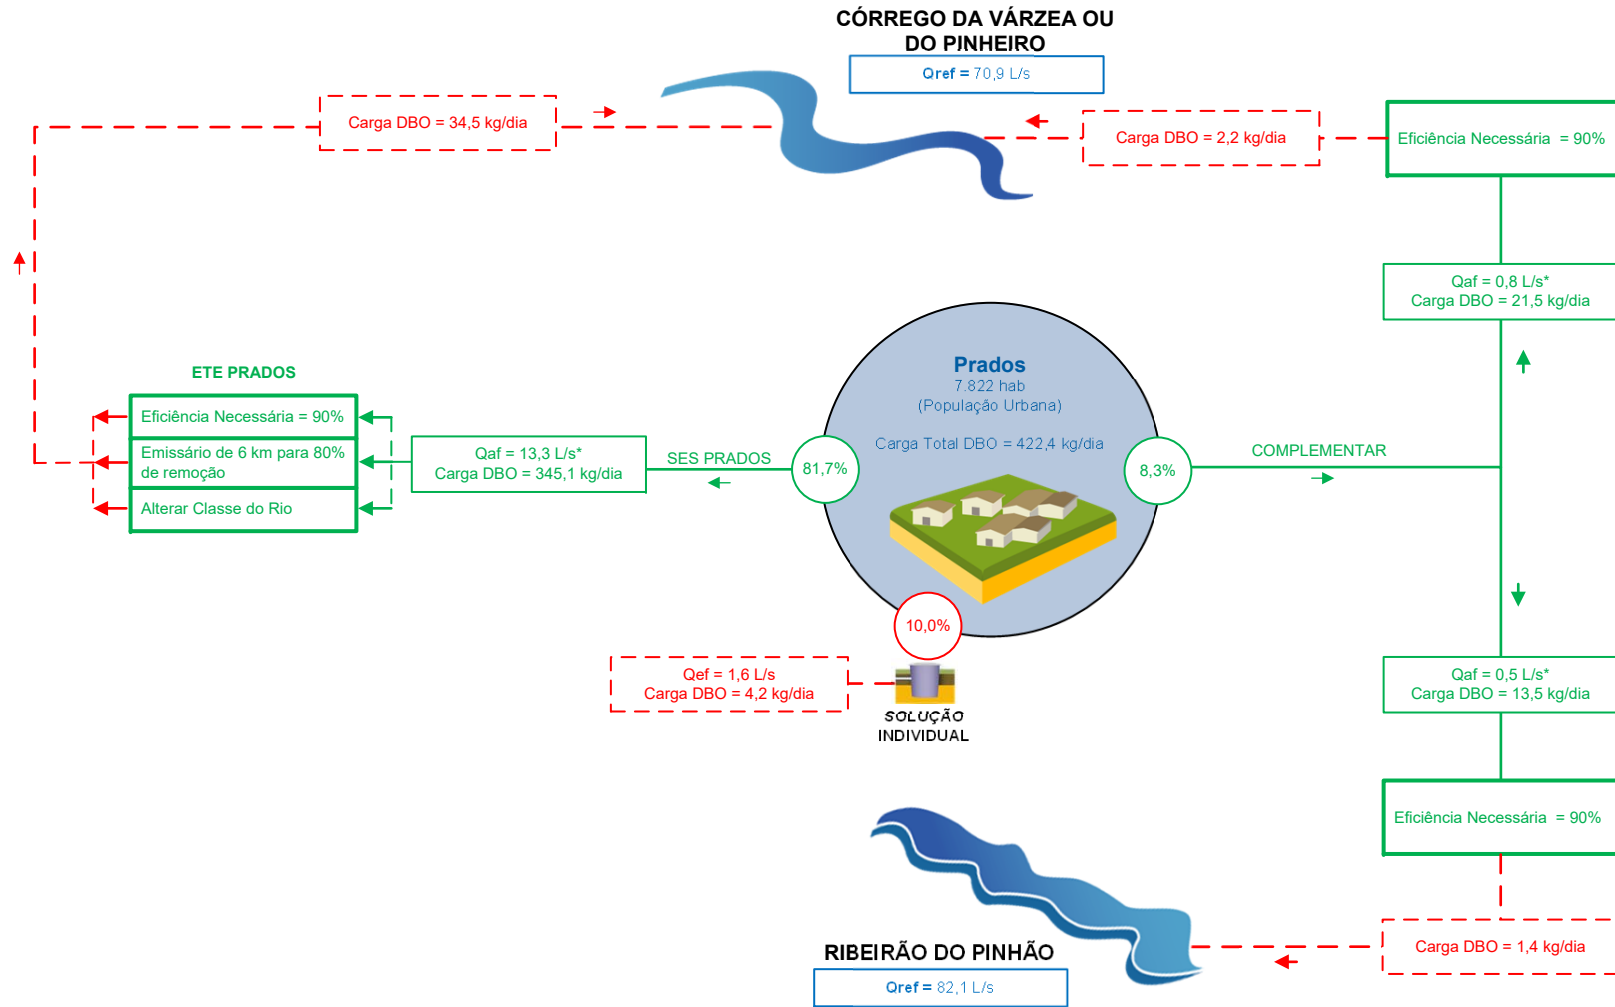 CÓRREGO DA VÁRZEA OU
DO PINHEIRO
Qref = 70,9 L/s
Carga DBO = 34,5 kg/dia
Carga DBO = 2,2 kg/dia
Eficiência Necessária = 90%
Qaf = 0,8 L/s*
Carga DBO = 21,5 kg/dia
Prados
7.822 hab
(População Urbana)
Carga Total DBO = 422,4 kg/dia
ETE PRADOS
Eficiência Necessária = 90%
Emissário de 6 km para 80%
de remoção
Alterar Classe do Rio
Qaf = 13,3 L/s*
Carga DBO = 345,1 kg/dia
SES PRADOS
81,7%
8,3%
COMPLEMENTAR
10,0%
Qef = 1,6 L/s
Carga DBO = 4,2 kg/dia
SOLUÇÃO
INDIVIDUAL
Qaf = 0,5 L/s*
Carga DBO = 13,5 kg/dia
Eficiência Necessária = 90%
Carga DBO = 1,4 kg/dia
RIBEIRÃO DO PINHÃO
Qref = 82,1 L/s